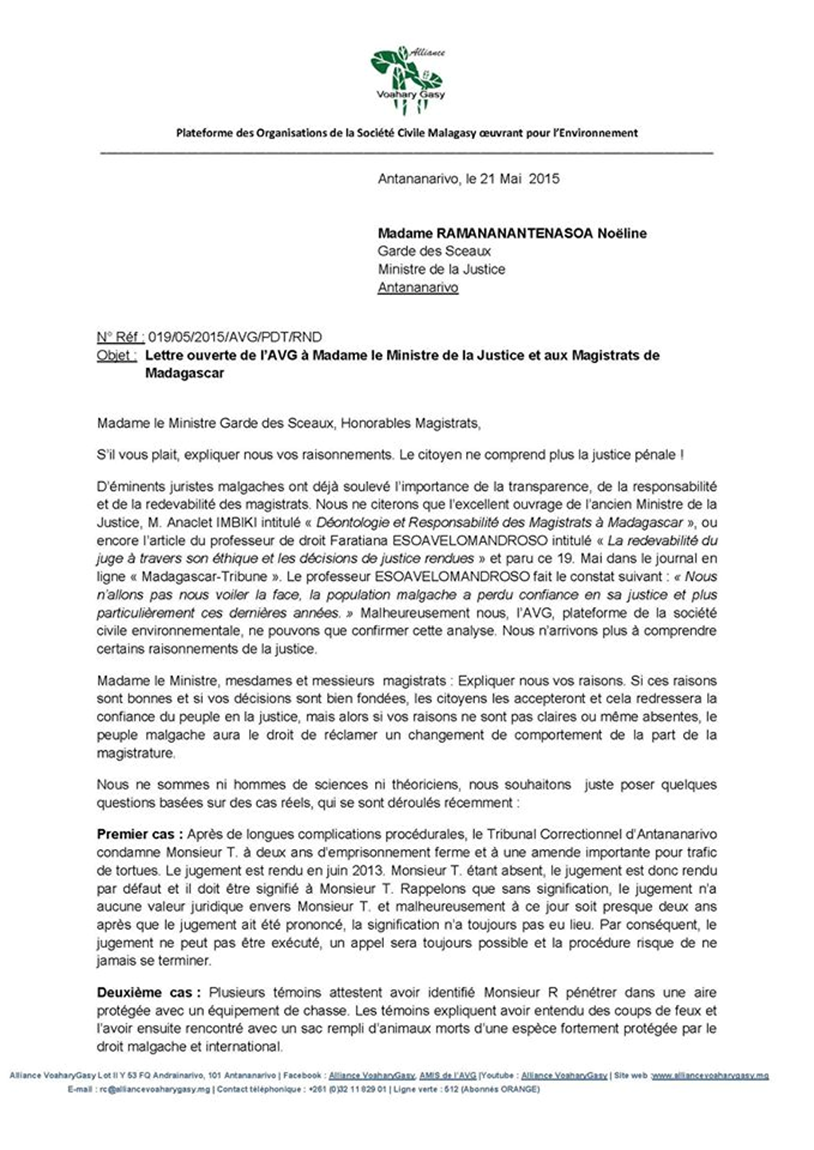 Alliance
Voahary Gasy
Plateforme des Organisations de la Société Civile Malagasy œuvrant pour l'Environnement
Antananarivo, le 21 Mai 2015
Madame RAMANANANTENASOA Noëline
Garde des Sceaux
Ministre de la Justice
Antananarivo
N° Réf : 019/05/2015/AVG/PDT/RND
Objet : Lettre ouverte de l'AVG à Madame le Ministre de la Justice et aux Magistrats de
Madagascar
Madame le Ministre Garde des Sceaux, Honorables Magistrats,
S'il vous plait, expliquer nous vos raisonnements. Le citoyen ne comprend plus la justice pénale !
D'éminents juristes malgaches ont déjà soulevé l'importance de la transparence, de la responsabilité
et de la redevabilité des magistrats. Nous ne citerons que l'excellent ouvrage de l'ancien Ministre de la
Justice, M. Anaclet IMBIKI intitulé « Déontologie et Responsabilité des Magistrats à Madagascar », ou
encore l'article du professeur de droit Faratiana ESOAVELOMANDROSO intitulé « La redevabilité du
juge à travers son éthique et les décisions de justice rendues » et paru ce 19. Mai dans le journal en
ligne « Madagascar-Tribune ». Le professeur ESOAVELOMANDROSO fait le constat suivant : « Nous
n'allons pas nous voiler la face, la population malgache a perdu confiance en sa justice et plus
particulièrement ces dernières années. » Malheureusement nous, l'AVG, plateforme de la société
civile environnementale, ne pouvons que confirmer cette analyse. Nous n'arrivons plus à comprendre
certains raisonnements de la justice.
Madame le Ministre, mesdames et messieurs magistrats : Expliquer nous vos raisons. Si ces raisons
sont bonnes et si vos décisions sont bien fondées, les citoyens les accepteront et cela redressera la
confiance du peuple en la justice, mais alors si vos raisons ne sont pas claires ou même absentes, le
peuple malgache aura le droit de réclamer un changement de comportement de la part de la
magistrature.
Nous ne sommes ni hommes de sciences ni théoriciens, nous souhaitons juste poser quelques
questions basées sur des cas réels, qui se sont déroulés récemment :
Premier cas : Après de longues complications procédurales, le Tribunal Correctionnel d'Antananarivo
condamne Monsieur T. à deux ans d'emprisonnement ferme et à une amende importante pour trafic
de tortues. Le jugement est rendu en juin 2013. Monsieur T. étant absent, le jugement est donc rendu
par défaut et il doit être signifié à Monsieur T. Rappelons que sans signification, le jugement n'a
aucune valeur juridique envers Monsieur T. et malheureusement à ce jour soit presque deux ans
après que le jugement ait été prononcé, la signification n'a toujours pas eu lieu. Par conséquent, le
jugement ne peut pas être exécuté, un appel sera toujours possible et la procédure risque de ne
jamais se terminer.
Deuxième cas : Plusieurs témoins attestent avoir identifié Monsieur R pénétrer dans une aire
protégée avec un équipement de chasse. Les témoins expliquent avoir entendu des coups de feux et
l'avoir ensuite rencontré avec un sac rempli d'animaux morts d'une espèce fortement protégée par le
droit malgache et international.
Alliance VoaharyGasy Lot II Y 53 FQ Andrainarivo, 101 Antananarivo | Facebook : Alliance VoaharyGasy, AMIS de l'AVG |Youtube : Alliance VoaharyGasy | Site web :www.alliancevoaharygasy.mg
E-mail : rc@alliancevoaharygasy.mg | Contact téléphonique : +261 (0)32 11 829 01 | Ligne verte : 512 (Abonnés ORANGE)